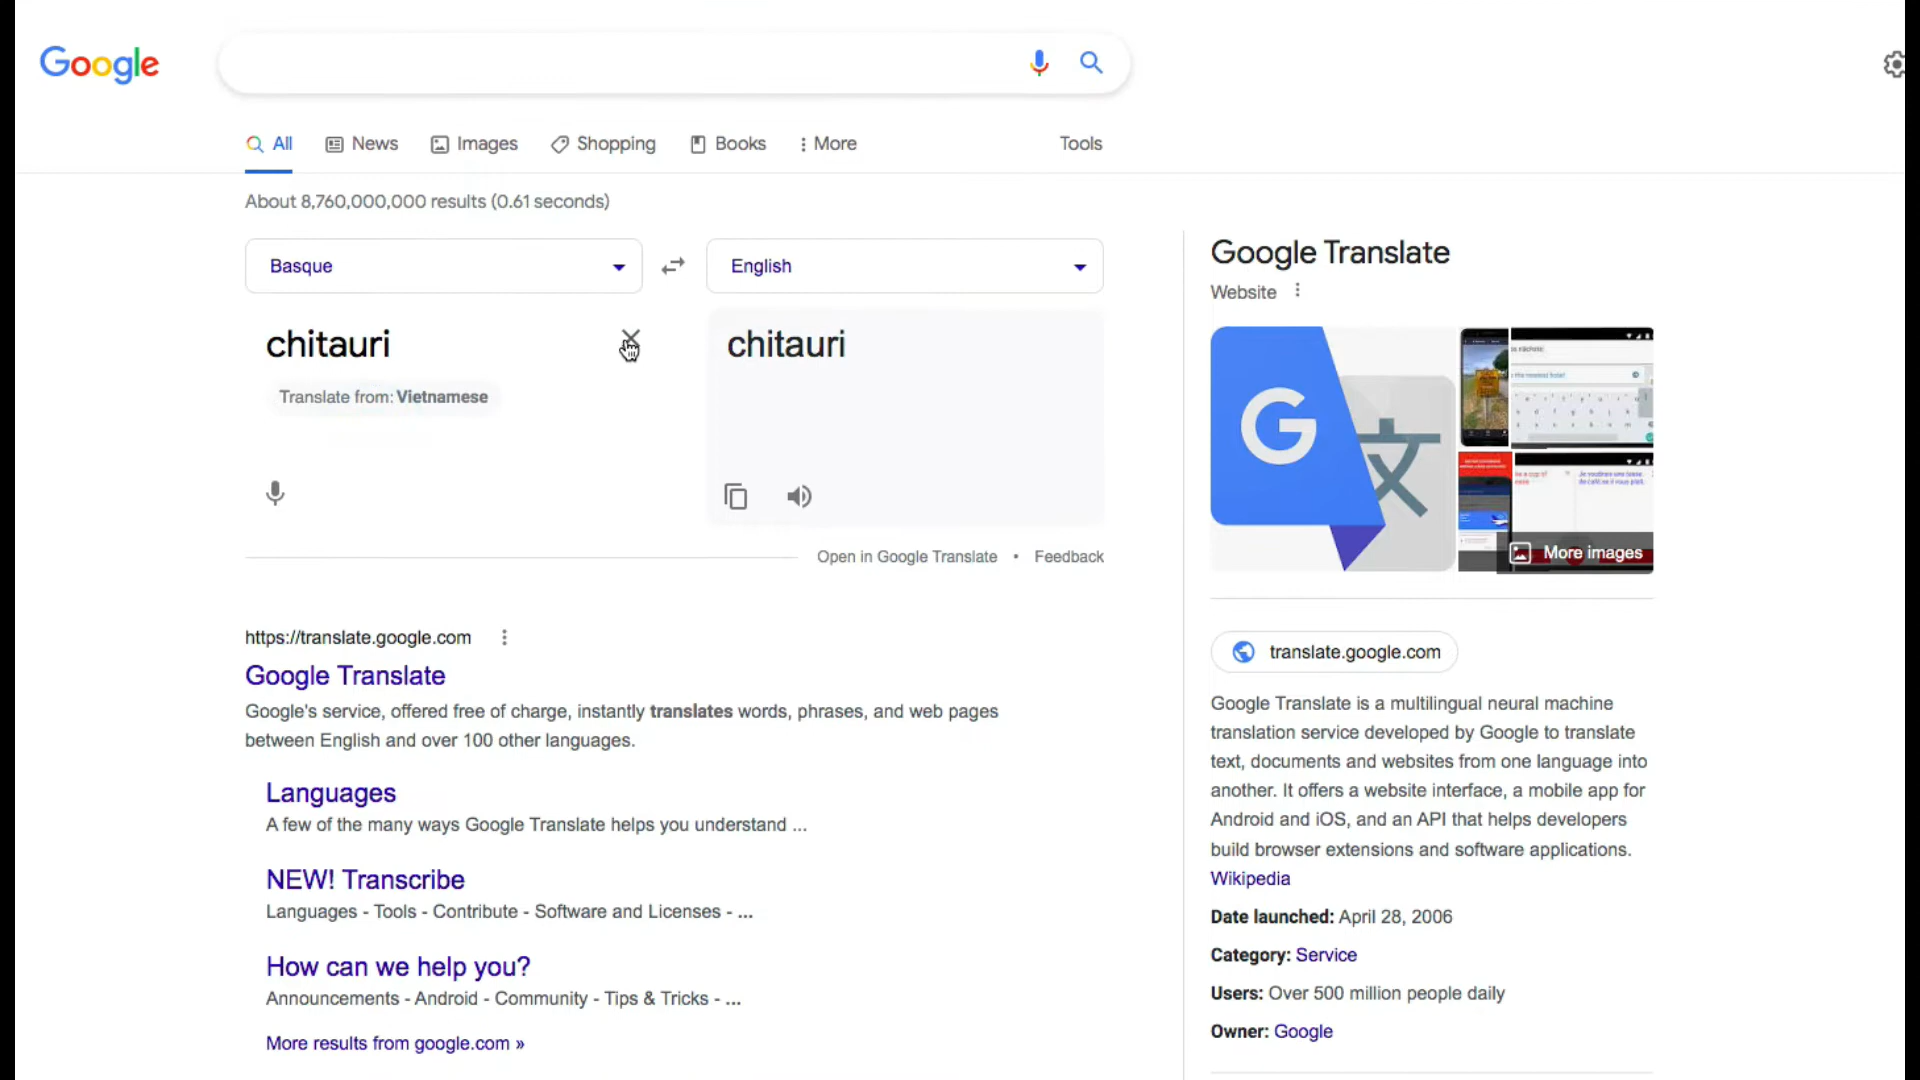 Google
All
News
Images
Shopping
Books
More
Tools
About 8,760,000,000 results (0.61 seconds)
Basque
English
chitauri
chitauri
Translate from: Vietnamese
Open in Google Translate • Feedback
https://translate.google.com
Google Translate
Google's service, offered free of charge, instantly translates words, phrases, and web pages
between English and over 100 other languages.
Languages
A few of the many ways Google Translate helps you understand ...
NEW! Transcribe
Languages - Tools - Contribute - Software and Licenses - ...
How can we help you?
Announcements - Android - Community - Tips & Tricks - ...
More results from google.com »
Google Translate
Website
G
文
More images
translate.google.com
Google Translate is a multilingual neural machine
translation service developed by Google to translate
text, documents and websites from one language into
another. It offers a website interface, a mobile app for
Android and iOS, and an API that helps developers
build browser extensions and software applications.
Wikipedia
Date launched: April 28, 2006
Category: Service
Users: Over 500 million people daily
Owner: Google